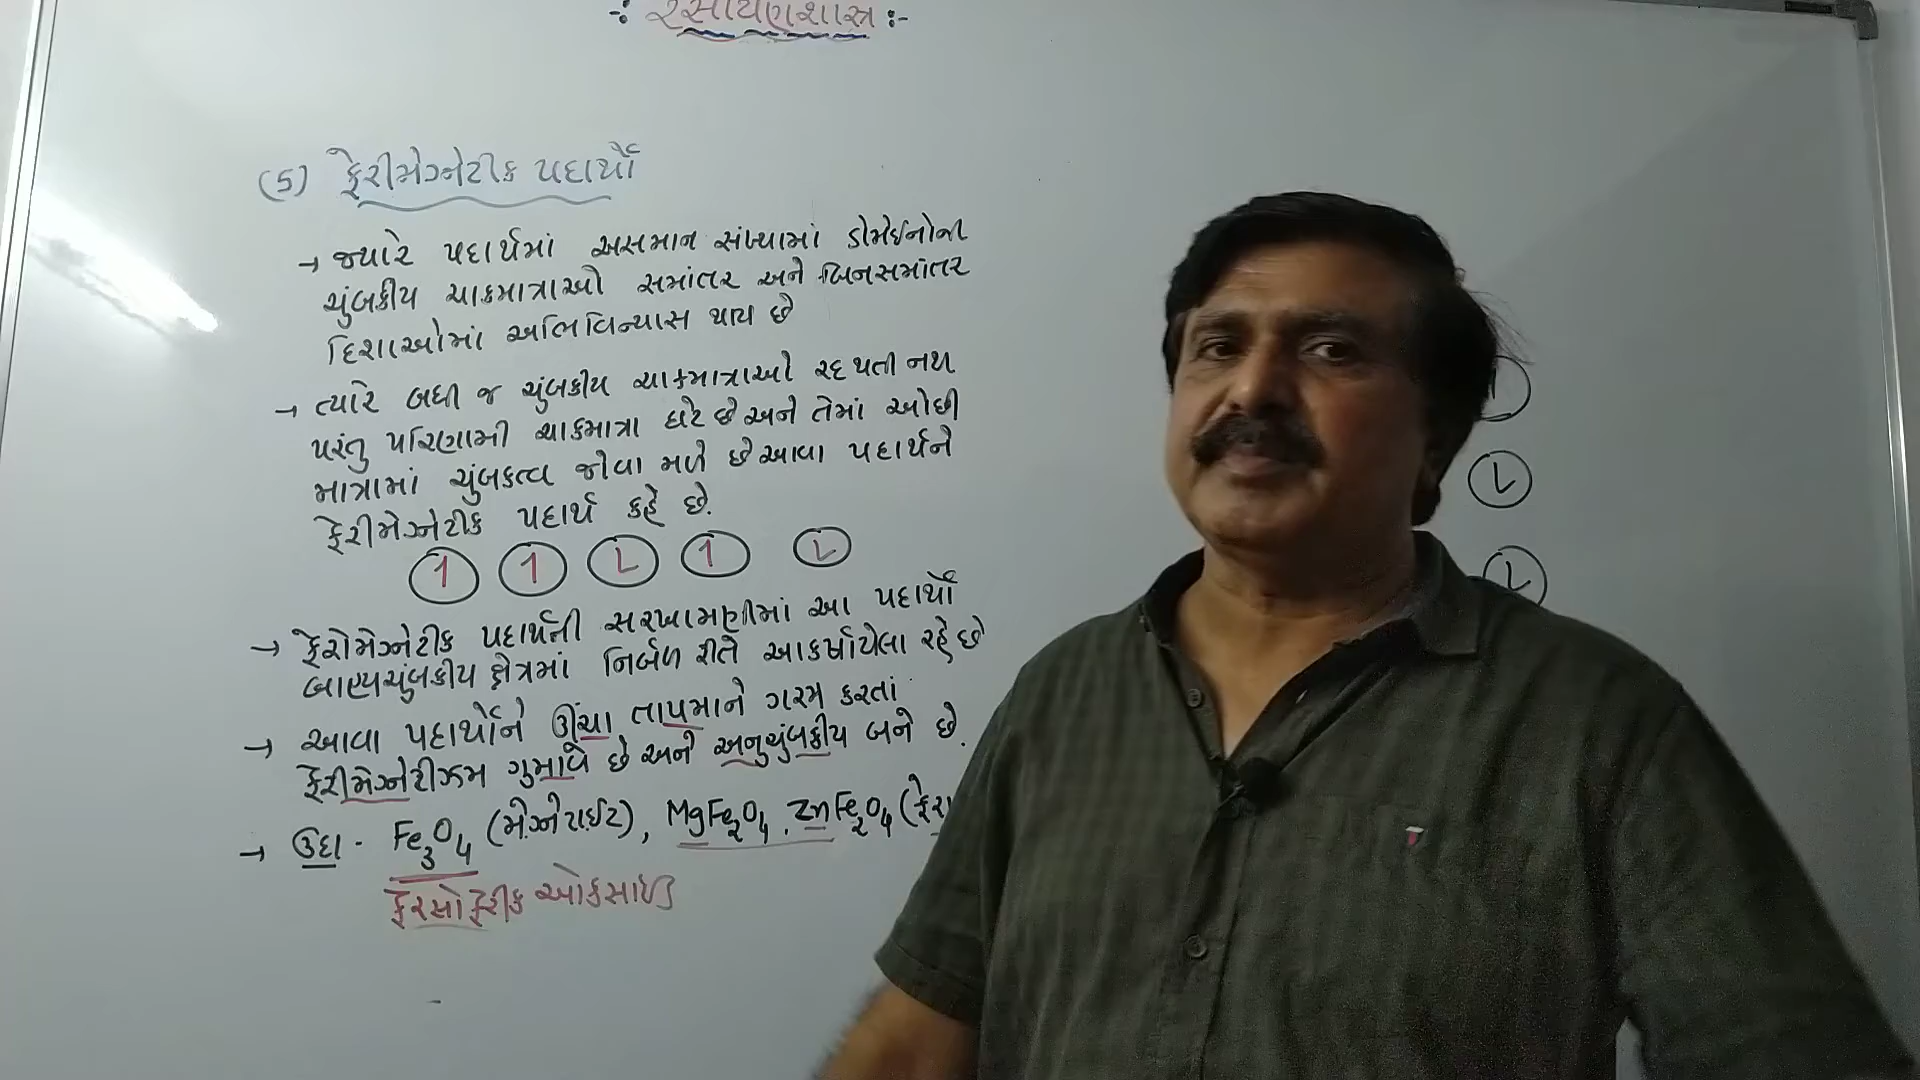 -: રસાયણશાસ્ત્ર :-
(5) ફેરીમેગ્નેટીક પદાર્થો
→ જ્યારે પદાર્થમાં અસમાન સંખ્યામાં ડોમેઈનોની
ચુંબકીય ચાકમાત્રાઓ સમાંતર અને બિનસમાંતર
દિશાઓમાં અભિવિન્યાસ થાય છે
→ ત્યારે બધી જ ચુંબકીય ચાકમાત્રાઓ રદ થતી નથી
પરંતુ પરિણામી ચાકમાત્રા ઘટે છે અને તેમાં ઓછી
માત્રામાં ચુંબકત્વ જોવા મળે છે આવા પદાર્થને
ફેરીમેગ્નેટીક પદાર્થ કહે છે.
→ ફેરોમેગ્નેટીક પદાર્થની સરખામણીમાં આ પદાર્થો
બાહ્યચુંબકીય ક્ષેત્રમાં નિર્બળ રીતે આકર્ષાયેલા રહે છે
→ આવા પદાર્થોને ઊંચા તાપમાને ગરમ કરતાં
ફેરીમેગ્નેટીઝમ ગુમાવે છે અને અનુચુંબકીય બને છે.
→ ઉદા - Fe3O4 (મેગ્નેટાઈટ), MgFe2O4, ZnFe2O4
ફેરસોફેરીક ઓકસાઈડ